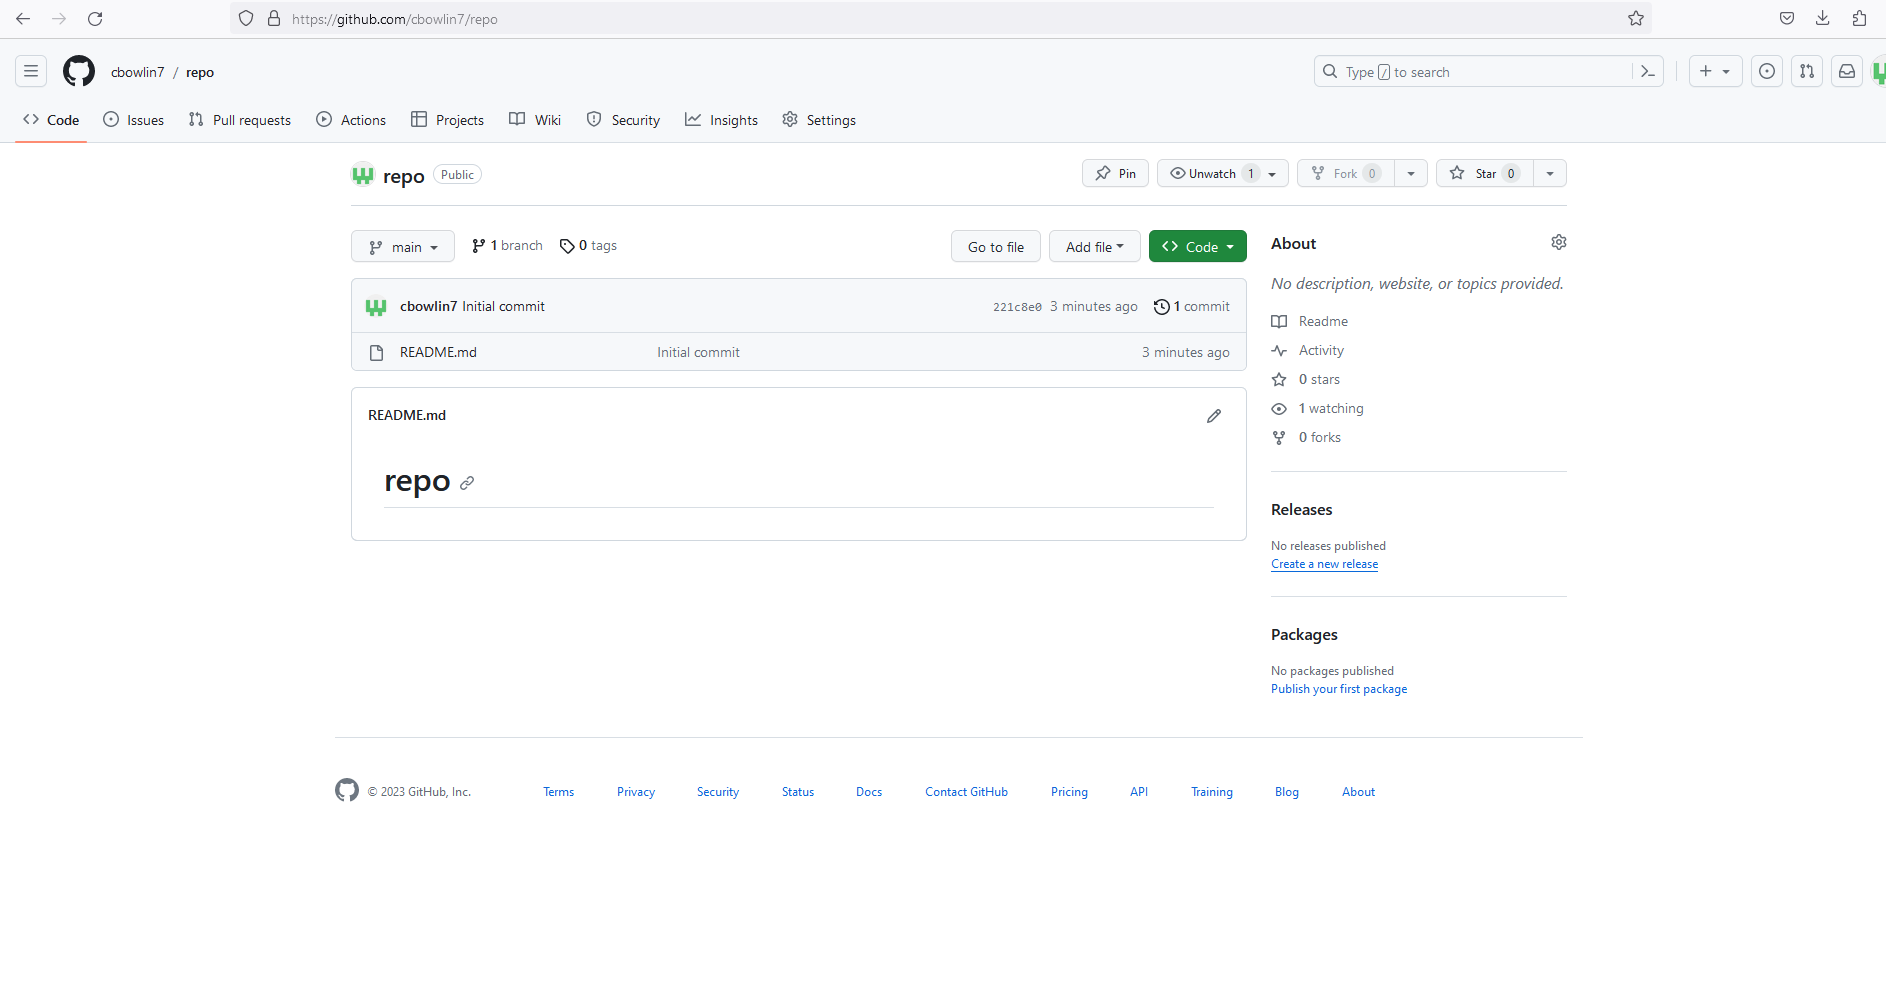 https://github.com/cbowlin7/repo
cbowlin7 / repo
Type / to search
Code Issues Pull requests Actions Projects Wiki Security Insights Settings
repo Public
Pin Unwatch 1 Fork 0 Star 0
main 1 branch 0 tags
Go to file Add file Code
cbowlin7 Initial commit 221c8e0 3 minutes ago 1 commit
README.md Initial commit 3 minutes ago
README.md
repo
About
No description, website, or topics provided.
Readme
Activity
0 stars
1 watching
0 forks
Releases
No releases published
Create a new release
Packages
No packages published
Publish your first package
© 2023 GitHub, Inc. Terms Privacy Security Status Docs Contact GitHub Pricing API Training Blog About